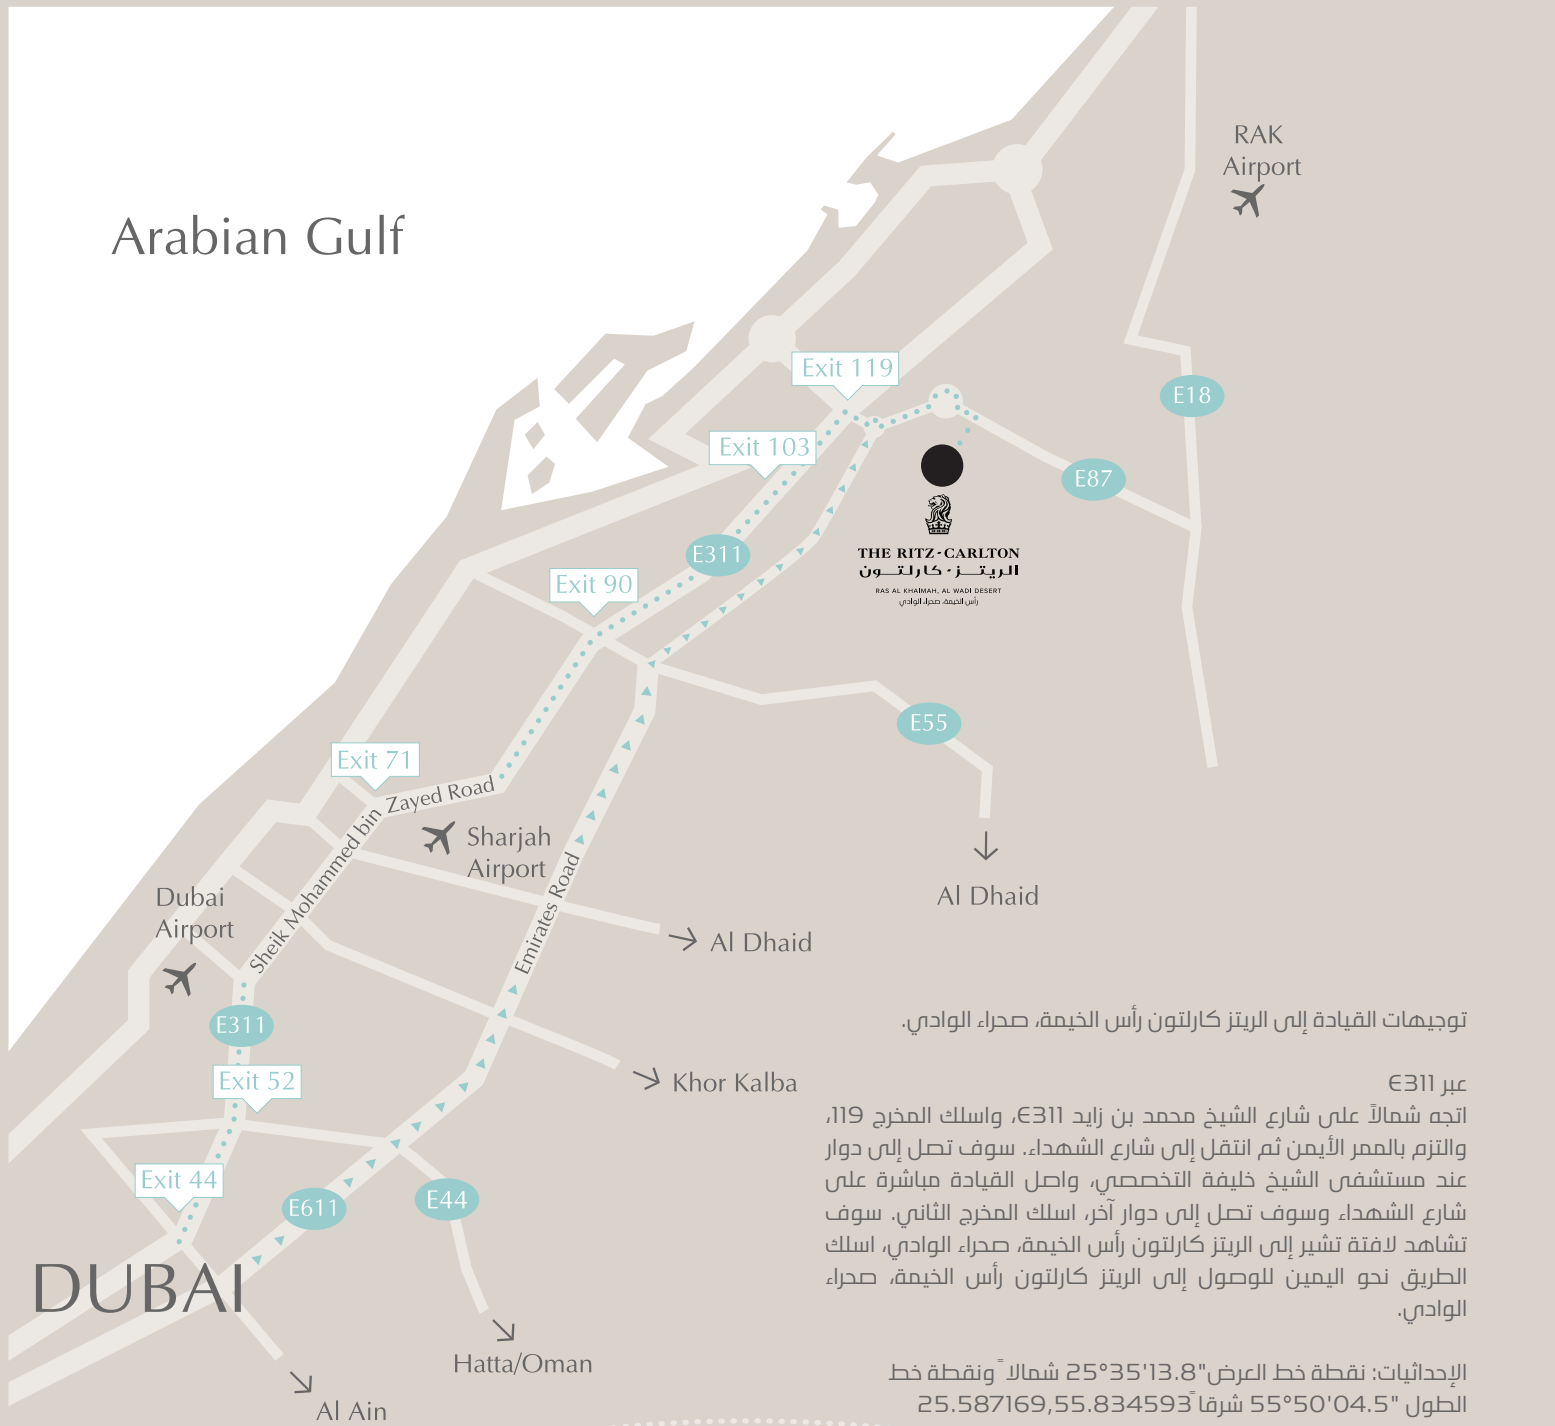 RAK
Airport
Arabian Gulf
Exit 119
E18
Exit 103
E87
E311
THE RITZ-CARLTON
الريتـــز - كارلتـــون
RAS AL KHAIMAH, AL WADI DESERT
رأس الخيمة، صحراء الوادي
Exit 90
E55
Exit 71
Sheik Mohammed bin Zayed Road
Sharjah
Airport
Emirates Road
Dubai
Airport
Al Dhaid
Al Dhaid
E311
Exit 52
Khor Kalba
Exit 44
E611
E44
DUBAI
Hatta/Oman
Al Ain
توجيهات القيادة إلى الريتز كارلتون رأس الخيمة، صحراء الوادي.
عبر E311
اتجه شمالاً على شارع الشيخ محمد بن زايد E311، واسلك المخرج 119،
والتزم بالممر الأيمن ثم انتقل إلى شارع الشهداء. سوف تصل إلى دوار
عند مستشفى الشيخ خليفة التخصصي، واصل القيادة مباشرة على
شارع الشهداء وسوف تصل إلى دوار آخر، اسلك المخرج الثاني. سوف
تشاهد لافتة تشير إلى الريتز كارلتون رأس الخيمة، صحراء الوادي، اسلك
الطريق نحو اليمين للوصول إلى الريتز كارلتون رأس الخيمة، صحراء
الوادي.
الإحداثيات: نقطة خط العرض"25°35'13.8 شمالا ً ونقطة خط
الطول "55°50'04.5 شرقا ً25.587169,55.834593